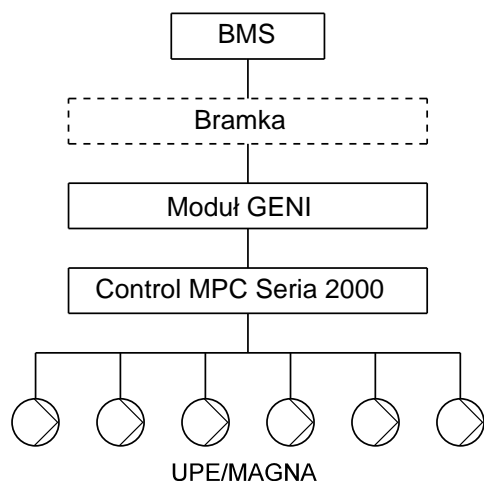 BMS
Bramka
Moduł GENI
Control MPC Seria 2000
UPE/MAGNA